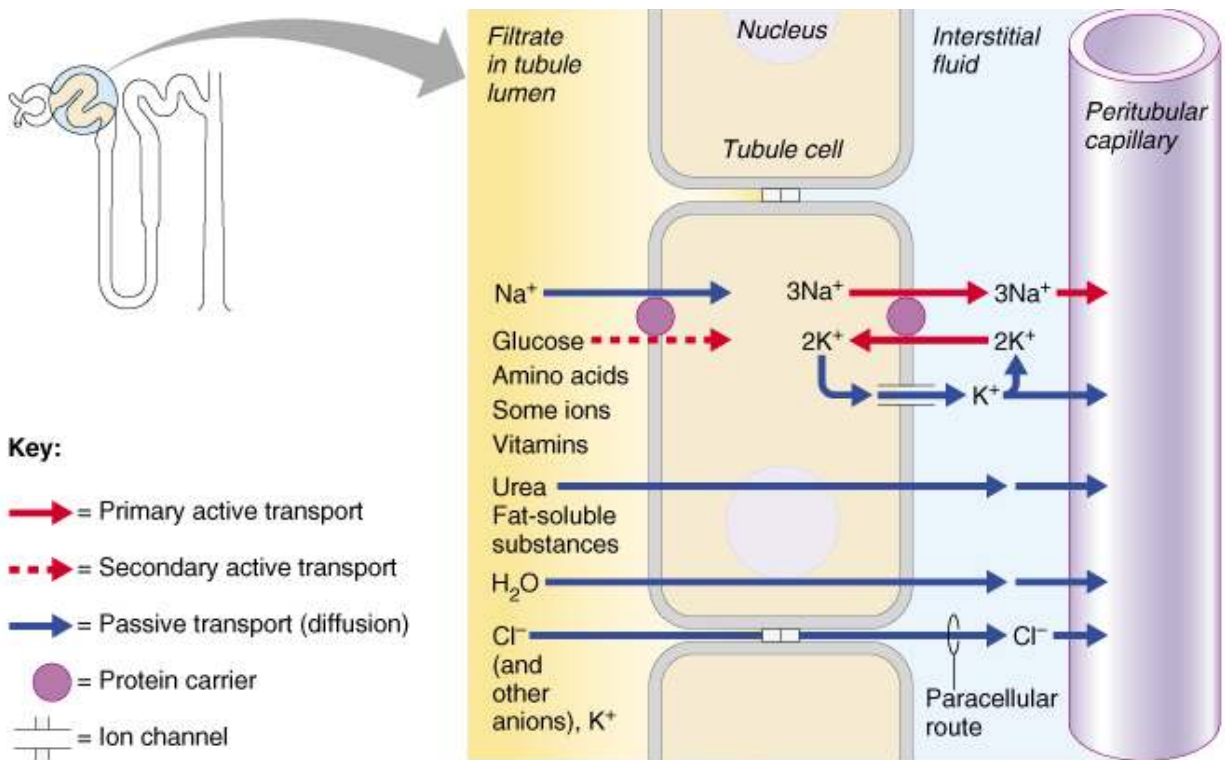 Filtrate
in tubule
lumen
Nucleus
Interstitial
fluid
Peritubular
capillary
Tubule cell
Na⁺
3Na⁺
3Na⁺
Glucose
2K⁺
2K⁺
Amino acids
Some ions
K⁺
Vitamins
Key:
= Primary active transport
= Secondary active transport
= Passive transport (diffusion)
= Protein carrier
= Ion channel
Urea
Fat-soluble
substances
H₂O
Cl⁻
Cl⁻
(and
other
anions), K⁺
Paracellular
route